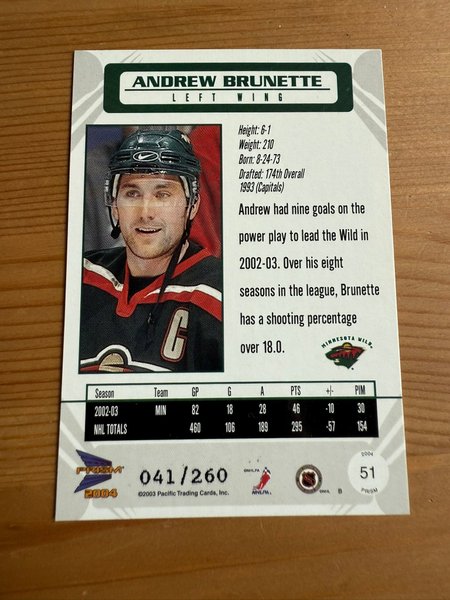 ANDREW BRUNETTE
LEFT WING
Height: 6-1
Weight: 210
Born: 8-24-73
Drafted: 174th Overall
1993 (Capitals)
Andrew had nine goals on the
power play to lead the Wild in
2002-03. Over his eight
seasons in the league, Brunette
has a shooting percentage
over 18.0.
C
MINNESOTA WILD
Season Team GP G A PTS +/- PIM
2002-03 MIN 82 18 28 46 -10 30
NHL TOTALS 460 106 189 295 -57 154
PRISM
2004
041/260
©2003 Pacific Trading Cards, Inc.
©NHLPA
NHLPA
NHL
©NHL
B
2004
51
PRISM